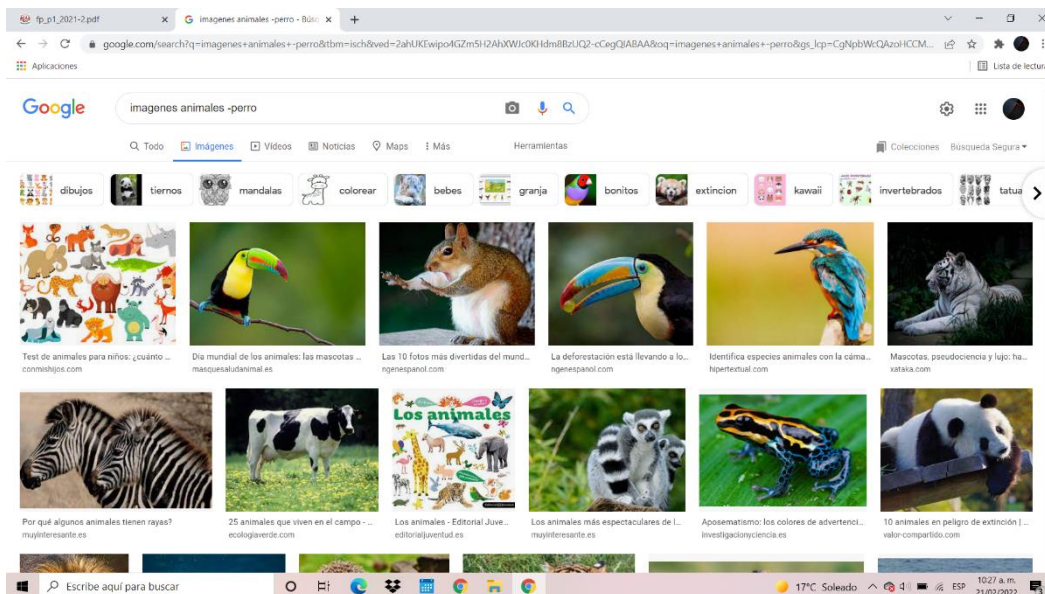 fp_p1_2021-2.pdf
imagenes animales -perro - Bús
google.com/search?q=imagenes+animales+-perro&tbm=isch&ved=2ahUKEwipo4GZm5H2AhXWJc0KHdm8BzUQ2-cCegQIABAA&oq=imagenes+animales+-perro&gs_lcp=CgNpbWcQAzoHCCM...
Aplicaciones
Lista de lectura
Google
imagenes animales -perro
Todo Imágenes Videos Noticias Maps Más Herramientas Colecciones Búsqueda Segura
dibujos tiernos mandalas colorear bebes granja bonitos extincion kawaii invertebrados tatua
Test de animales para niños: ¿cuánto ...
conmishijos.com
Día mundial de los animales: las mascotas ...
masquesaludanimal.es
Las 10 fotos más divertidas del mund...
ngenespanol.com
La deforestación está llevando a lo...
ngenespanol.com
Identifica especies animales con la cáma...
hipertextual.com
Mascotas, pseudociencia y lujo: ha...
xataka.com
Los animales
Por qué algunos animales tienen rayas?
muyinteresante.es
25 animales que viven en el campo - ...
ecologiaverde.com
Los animales - Editorial Juve...
editorialjuventud.es
Los animales más espectaculares de l...
muyinteresante.es
Aposematismo: los colores de advertenci...
investigacionyciencia.es
10 animales en peligro de extinción | ...
valor-compartido.com
Escribe aquí para buscar
17°C Soleado
ESP
10:27 a. m.
21/02/2022